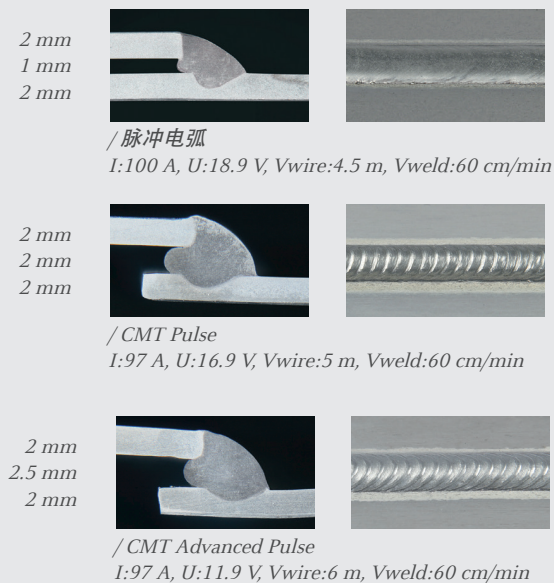 2 mm
1 mm
2 mm
/ 脉冲电弧
I:100 A, U:18.9 V, Vwire:4.5 m, Vweld:60 cm/min
2 mm
2 mm
2 mm
/ CMT Pulse
I:97 A, U:16.9 V, Vwire:5 m, Vweld:60 cm/min
2 mm
2.5 mm
2 mm
/ CMT Advanced Pulse
I:97 A, U:11.9 V, Vwire:6 m, Vweld:60 cm/min